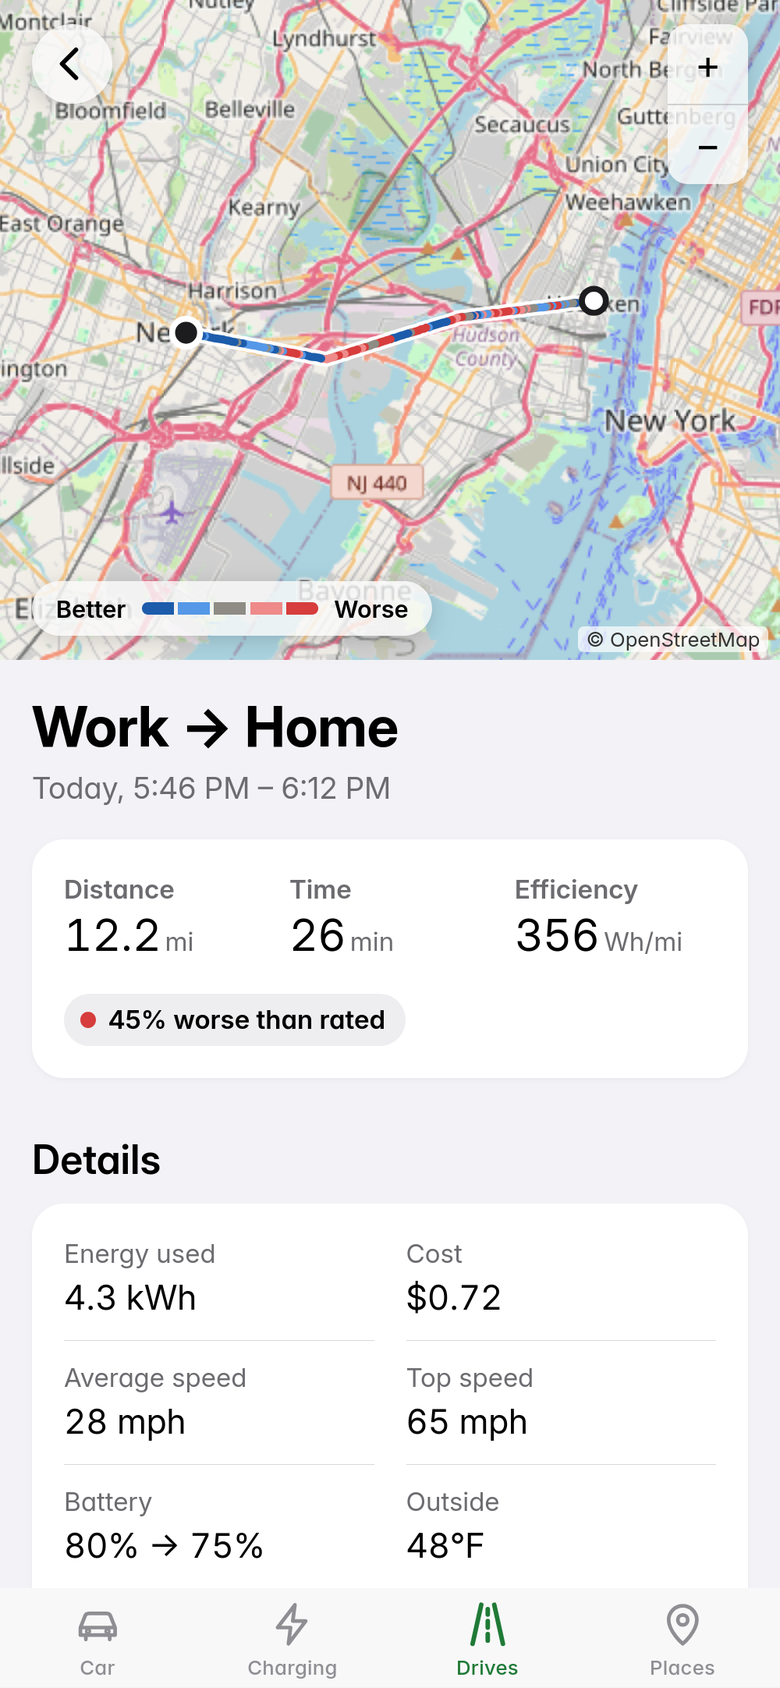 Montclair
Nutley
Cliffside Park
Lyndhurst
Fairview
North Bergen
Bloomfield
Belleville
Secaucus
Guttenberg
Union City
East Orange
Kearny
Weehawken
Harrison
FDR
Hudson
County
New York
NJ 440
Bayonne
Better
Worse
© OpenStreetMap
Work → Home
Today, 5:46 PM – 6:12 PM
Distance Time Efficiency
12.2 mi 26 min 356 Wh/mi
45% worse than rated
Details
Energy used Cost
4.3 kWh $0.72
Average speed Top speed
28 mph 65 mph
Battery Outside
80% → 75% 48°F
Car Charging Drives Places